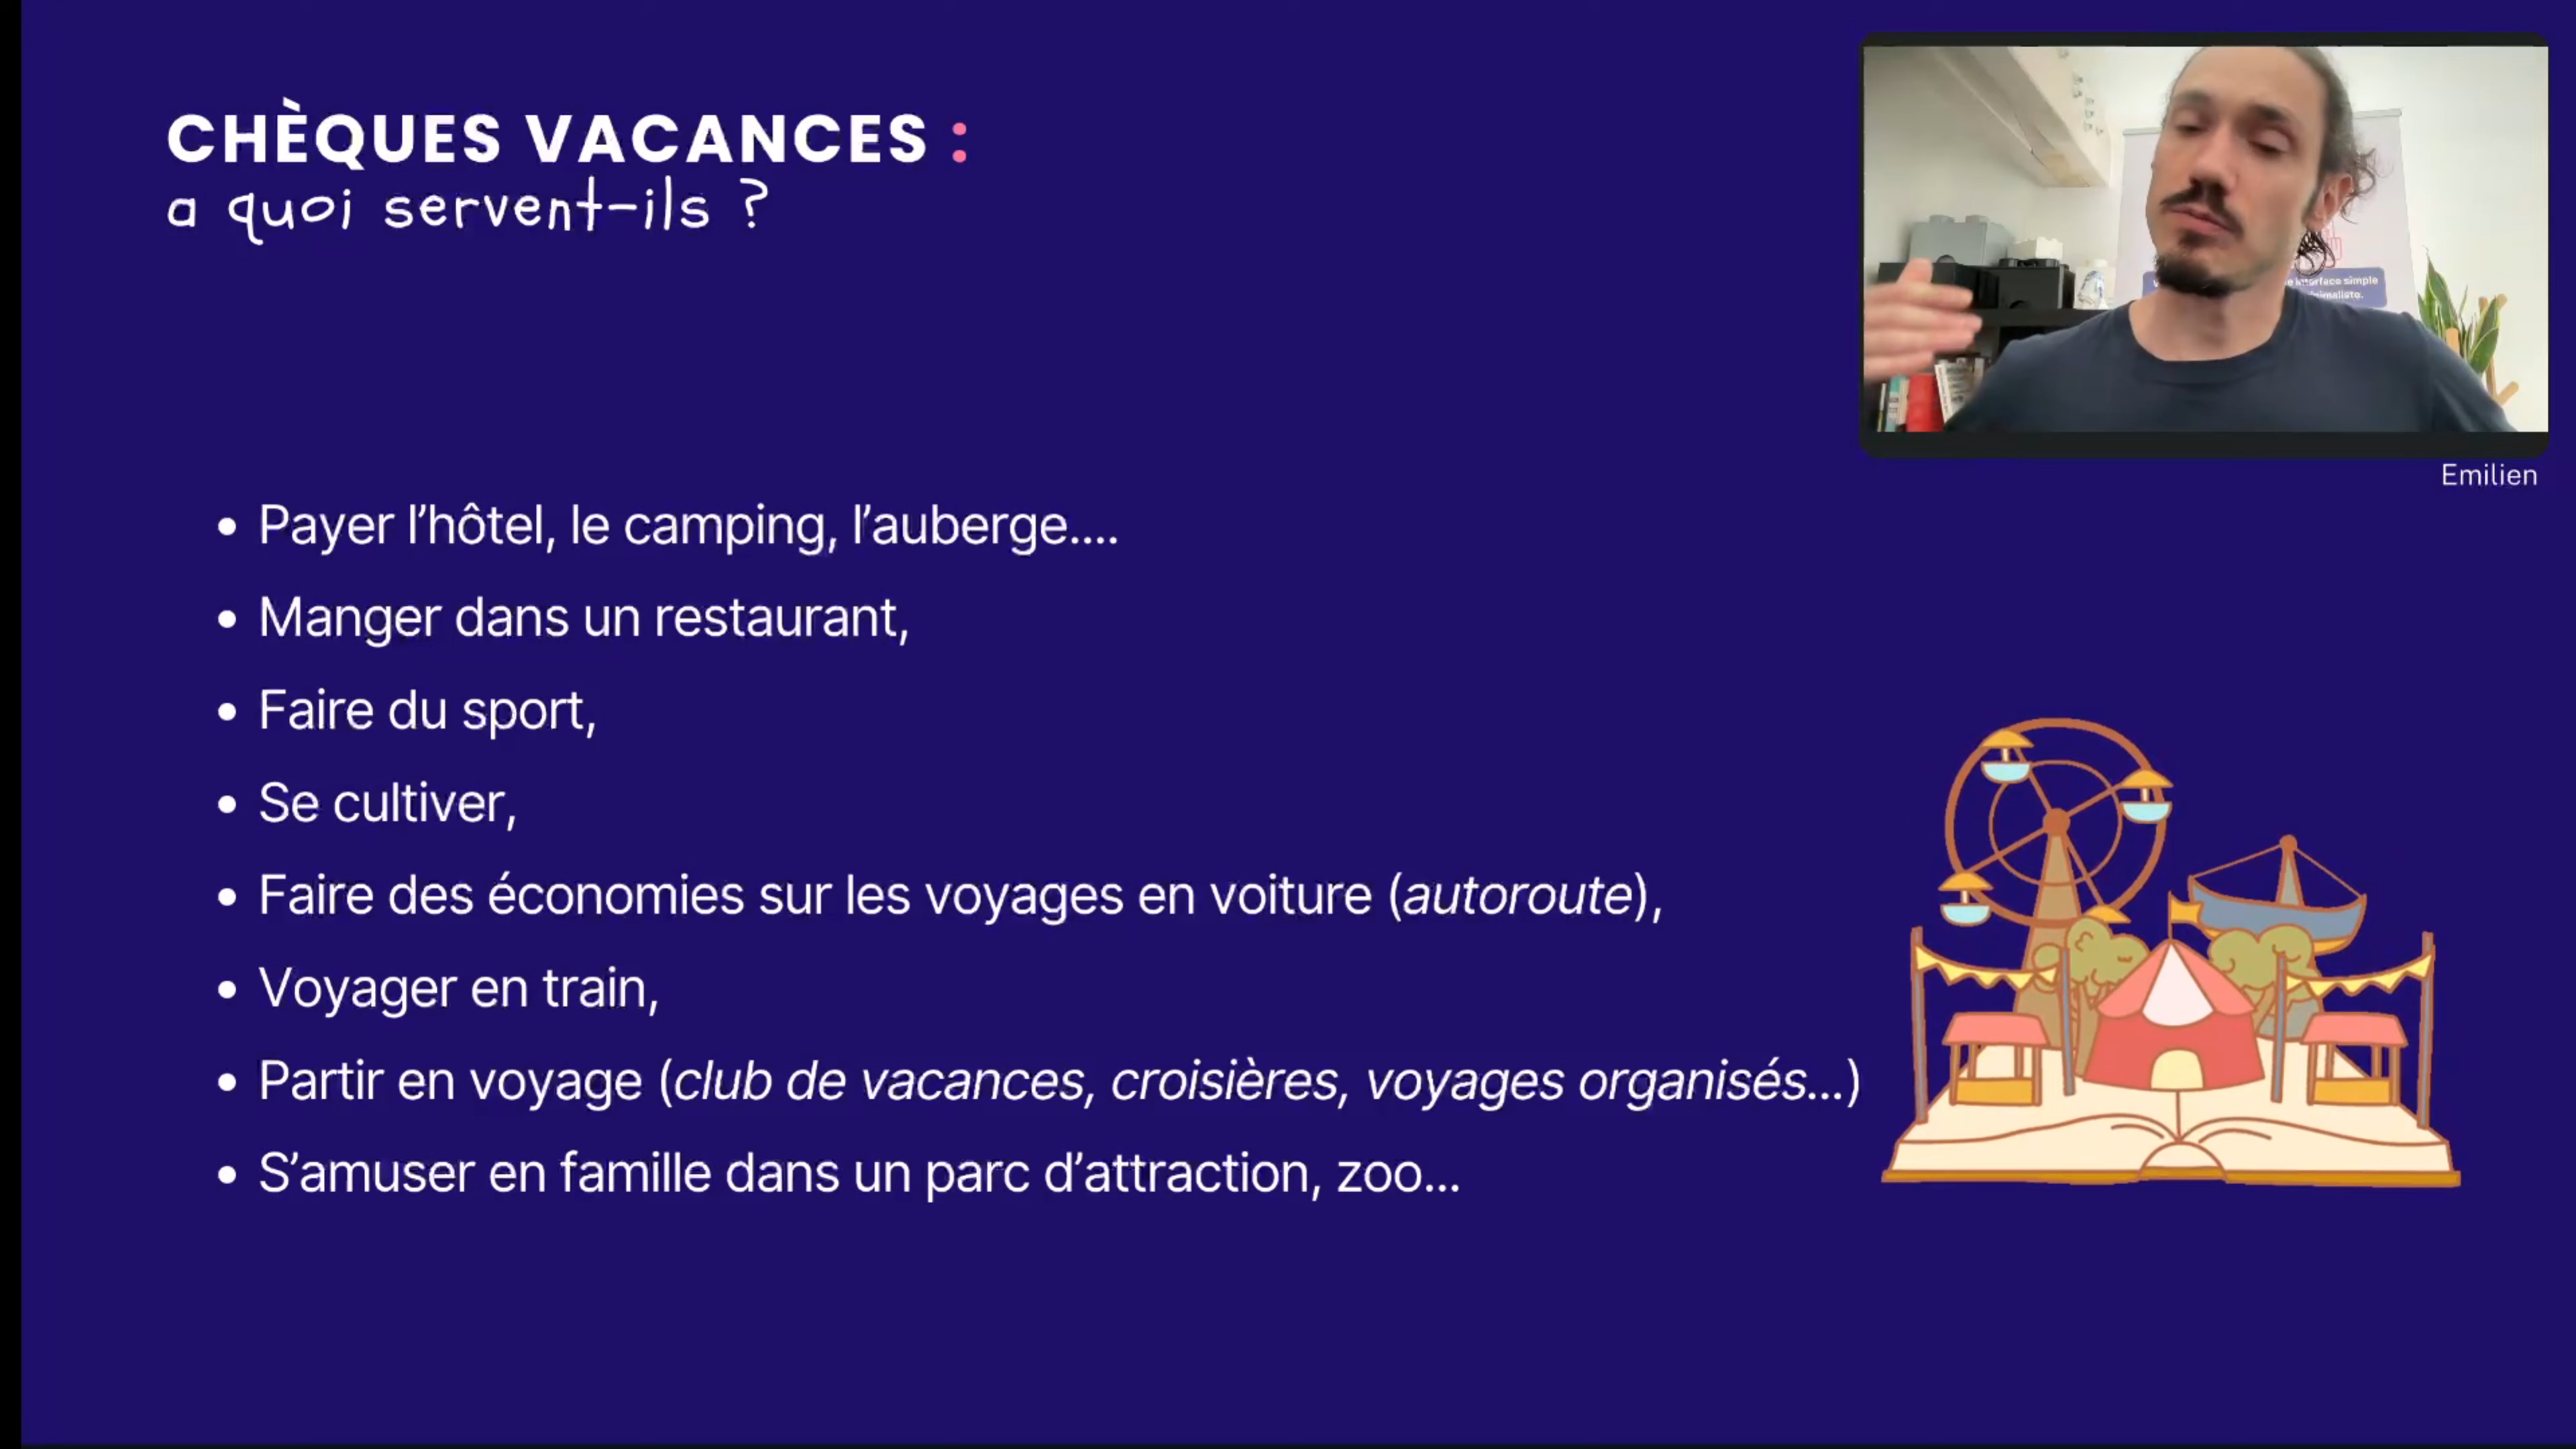 CHÈQUES VACANCES :
a quoi servent-ils ?
e interface simple
Emilien
• Payer l’hôtel, le camping, l’auberge....
• Manger dans un restaurant,
• Faire du sport,
• Se cultiver,
• Faire des économies sur les voyages en voiture (autoroute),
• Voyager en train,
• Partir en voyage (club de vacances, croisières, voyages organisés...)
• S’amuser en famille dans un parc d’attraction, zoo...